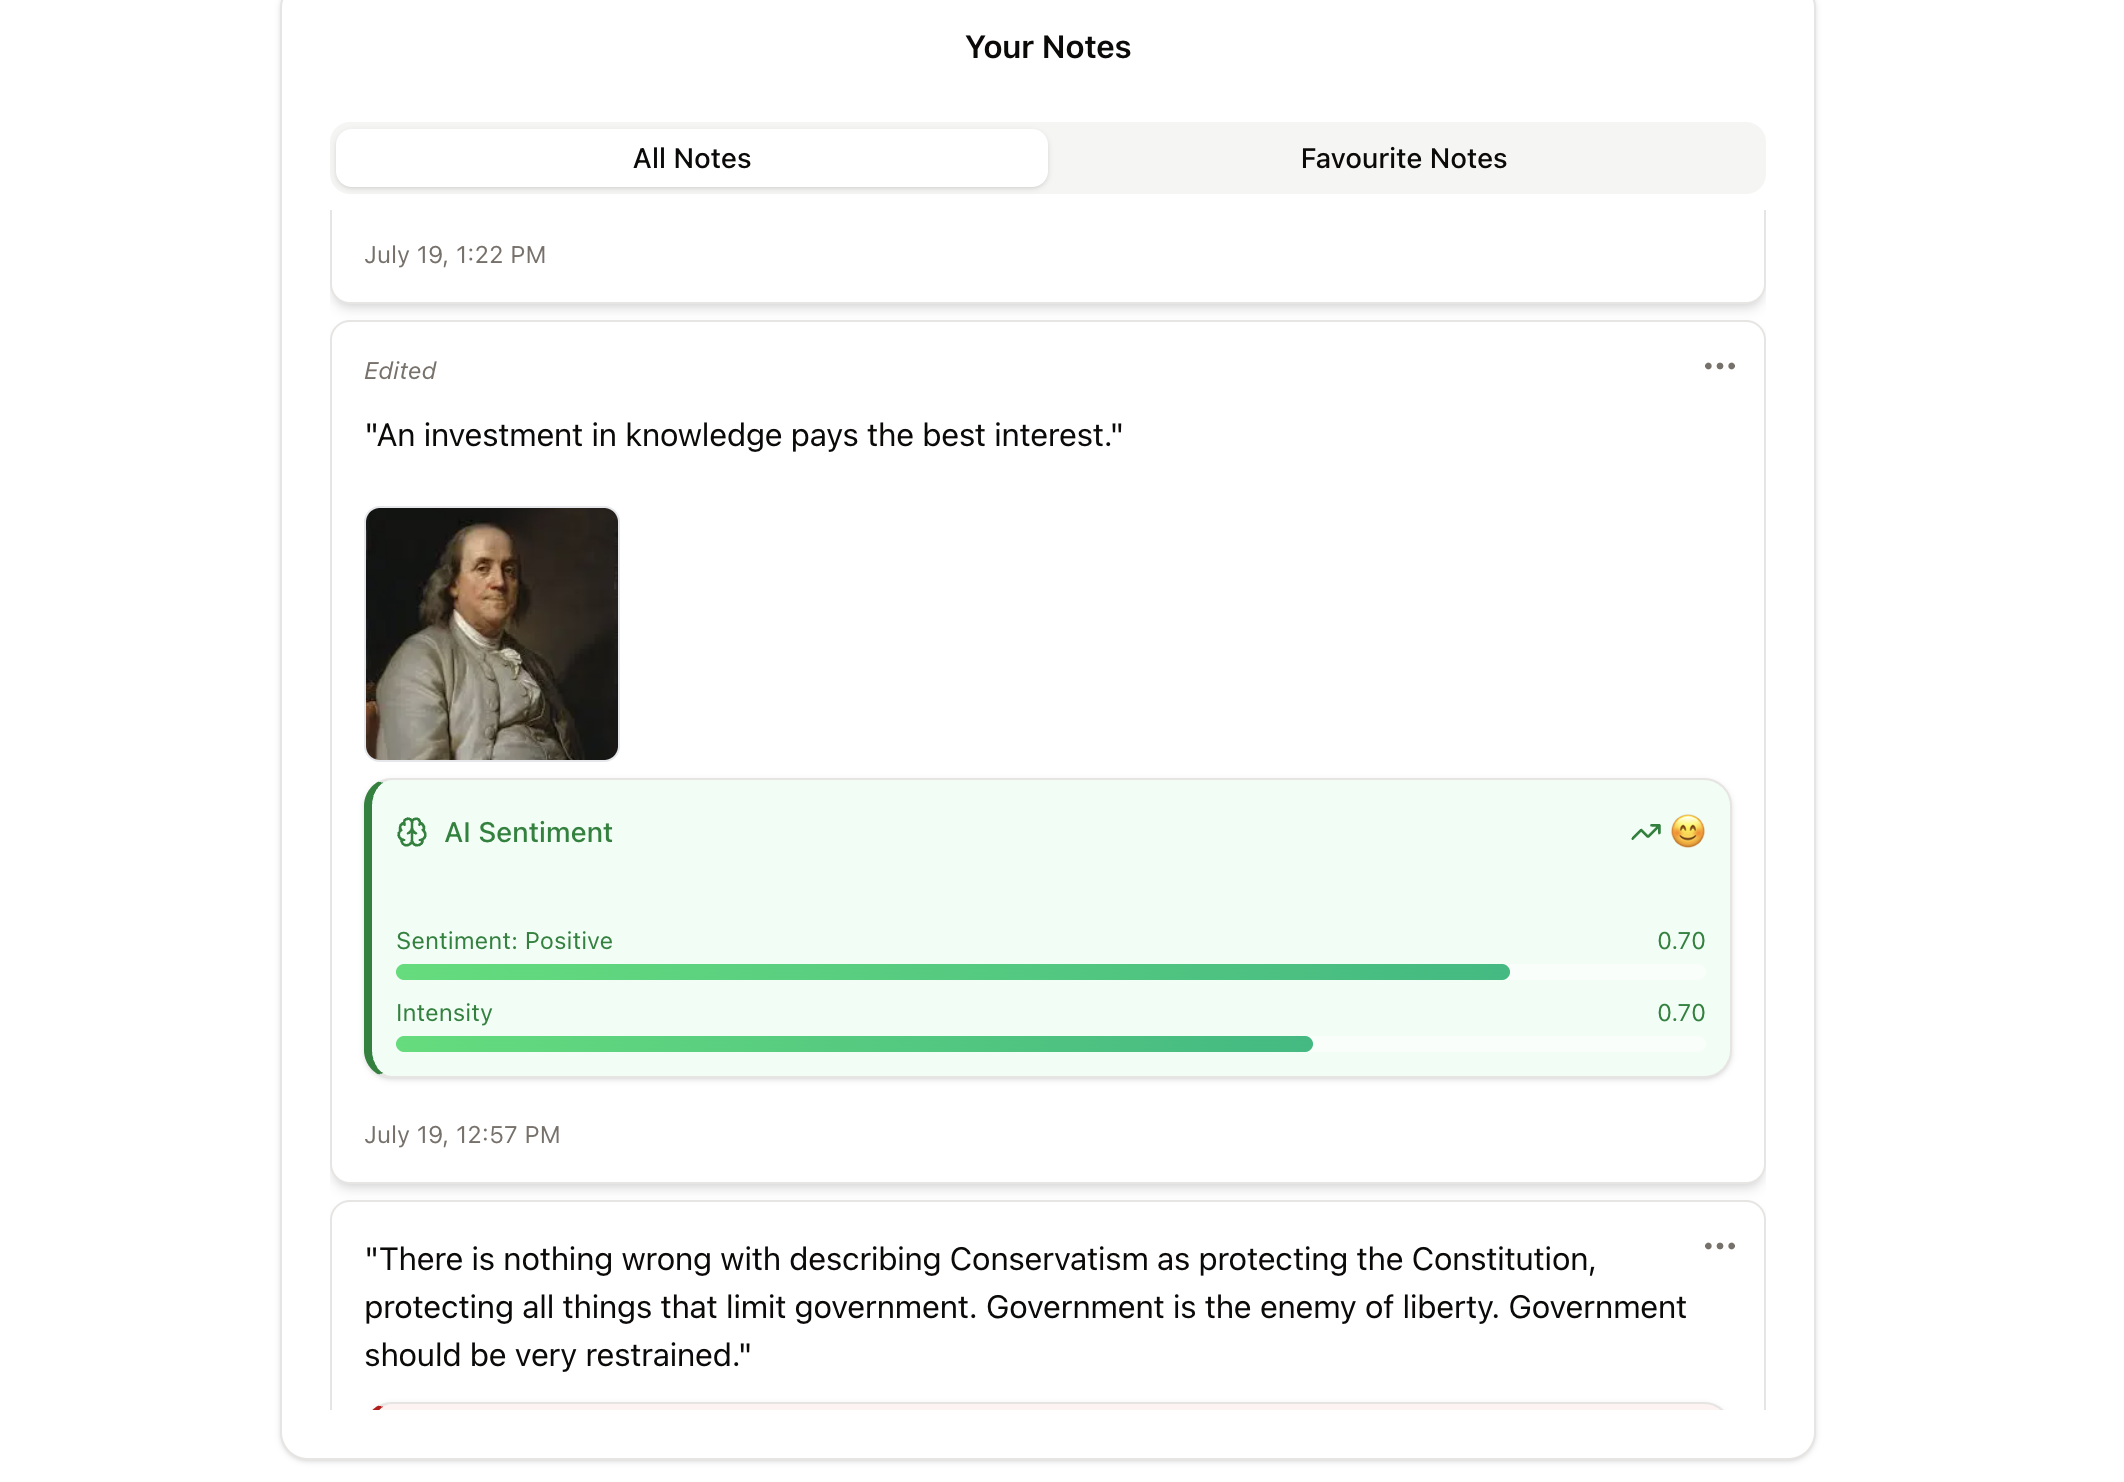 Your Notes
All Notes
Favourite Notes
July 19, 1:22 PM
Edited
"An investment in knowledge pays the best interest."
AI Sentiment
Sentiment: Positive
0.70
Intensity
0.70
July 19, 12:57 PM
"There is nothing wrong with describing Conservatism as protecting the Constitution,
protecting all things that limit government. Government is the enemy of liberty. Government
should be very restrained."